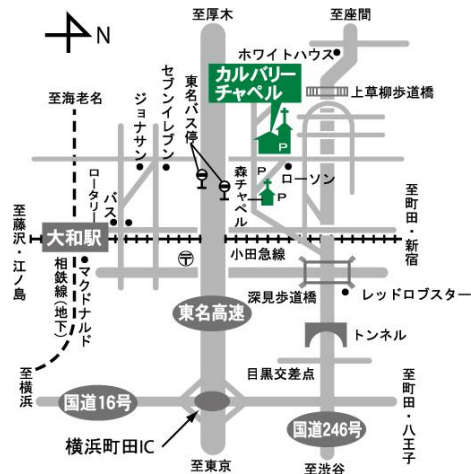 至厚木
至座間
N
ホワイトハウス
カルバリー
チャペル
上草柳歩道橋
至海老名
ジョナサン
セブンイレブン
東名バス停
P
P
ローソン
森チャペル
P
バス
ロータリー
至藤沢・江ノ島
大和駅
小田急線
至町田・新宿
相鉄線(地下)
マクドナルド
〒
深見歩道橋
レッドロブスター
東名高速
トンネル
目黒交差点
至横浜
国道16号
国道246号
至町田・八王子
横浜町田IC
至東京
至渋谷